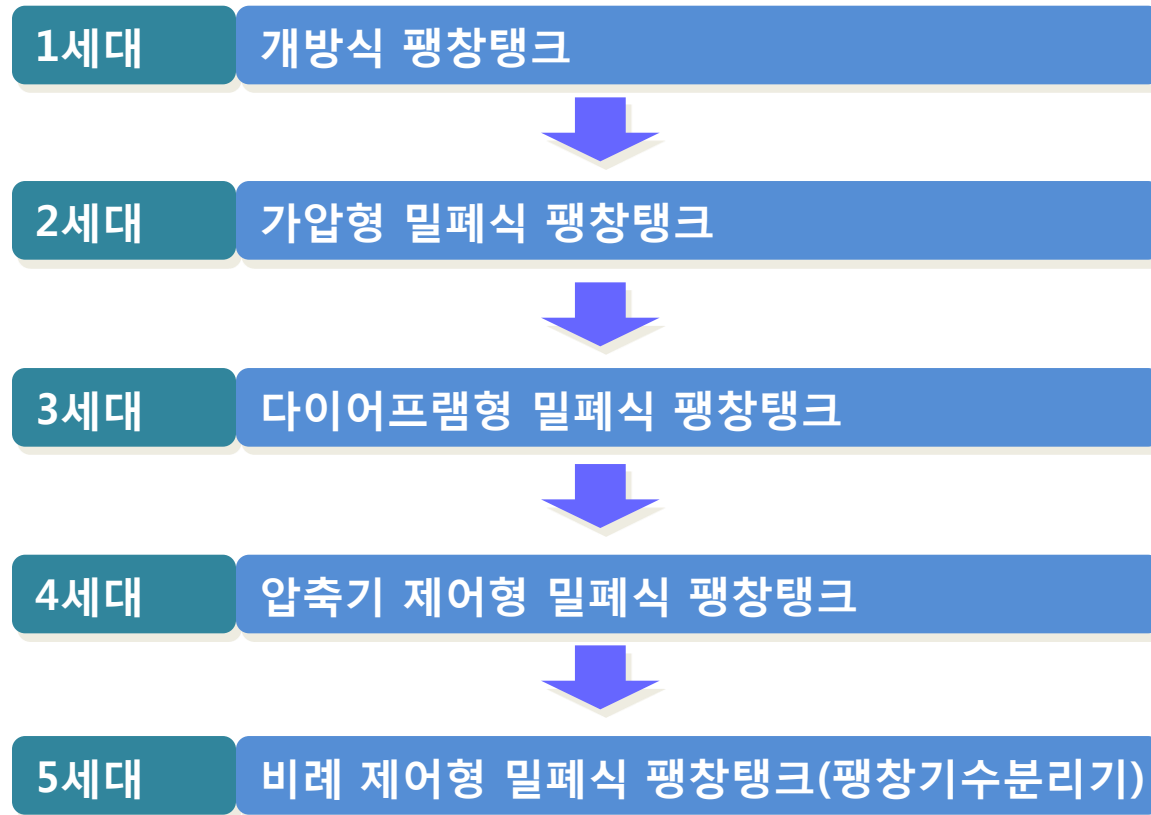 1세대 개방식 팽창탱크
2세대 가압형 밀폐식 팽창탱크
3세대 다이어프램형 밀폐식 팽창탱크
4세대 압축기 제어형 밀폐식 팽창탱크
5세대 비례 제어형 밀폐식 팽창탱크(팽창기수분리기)